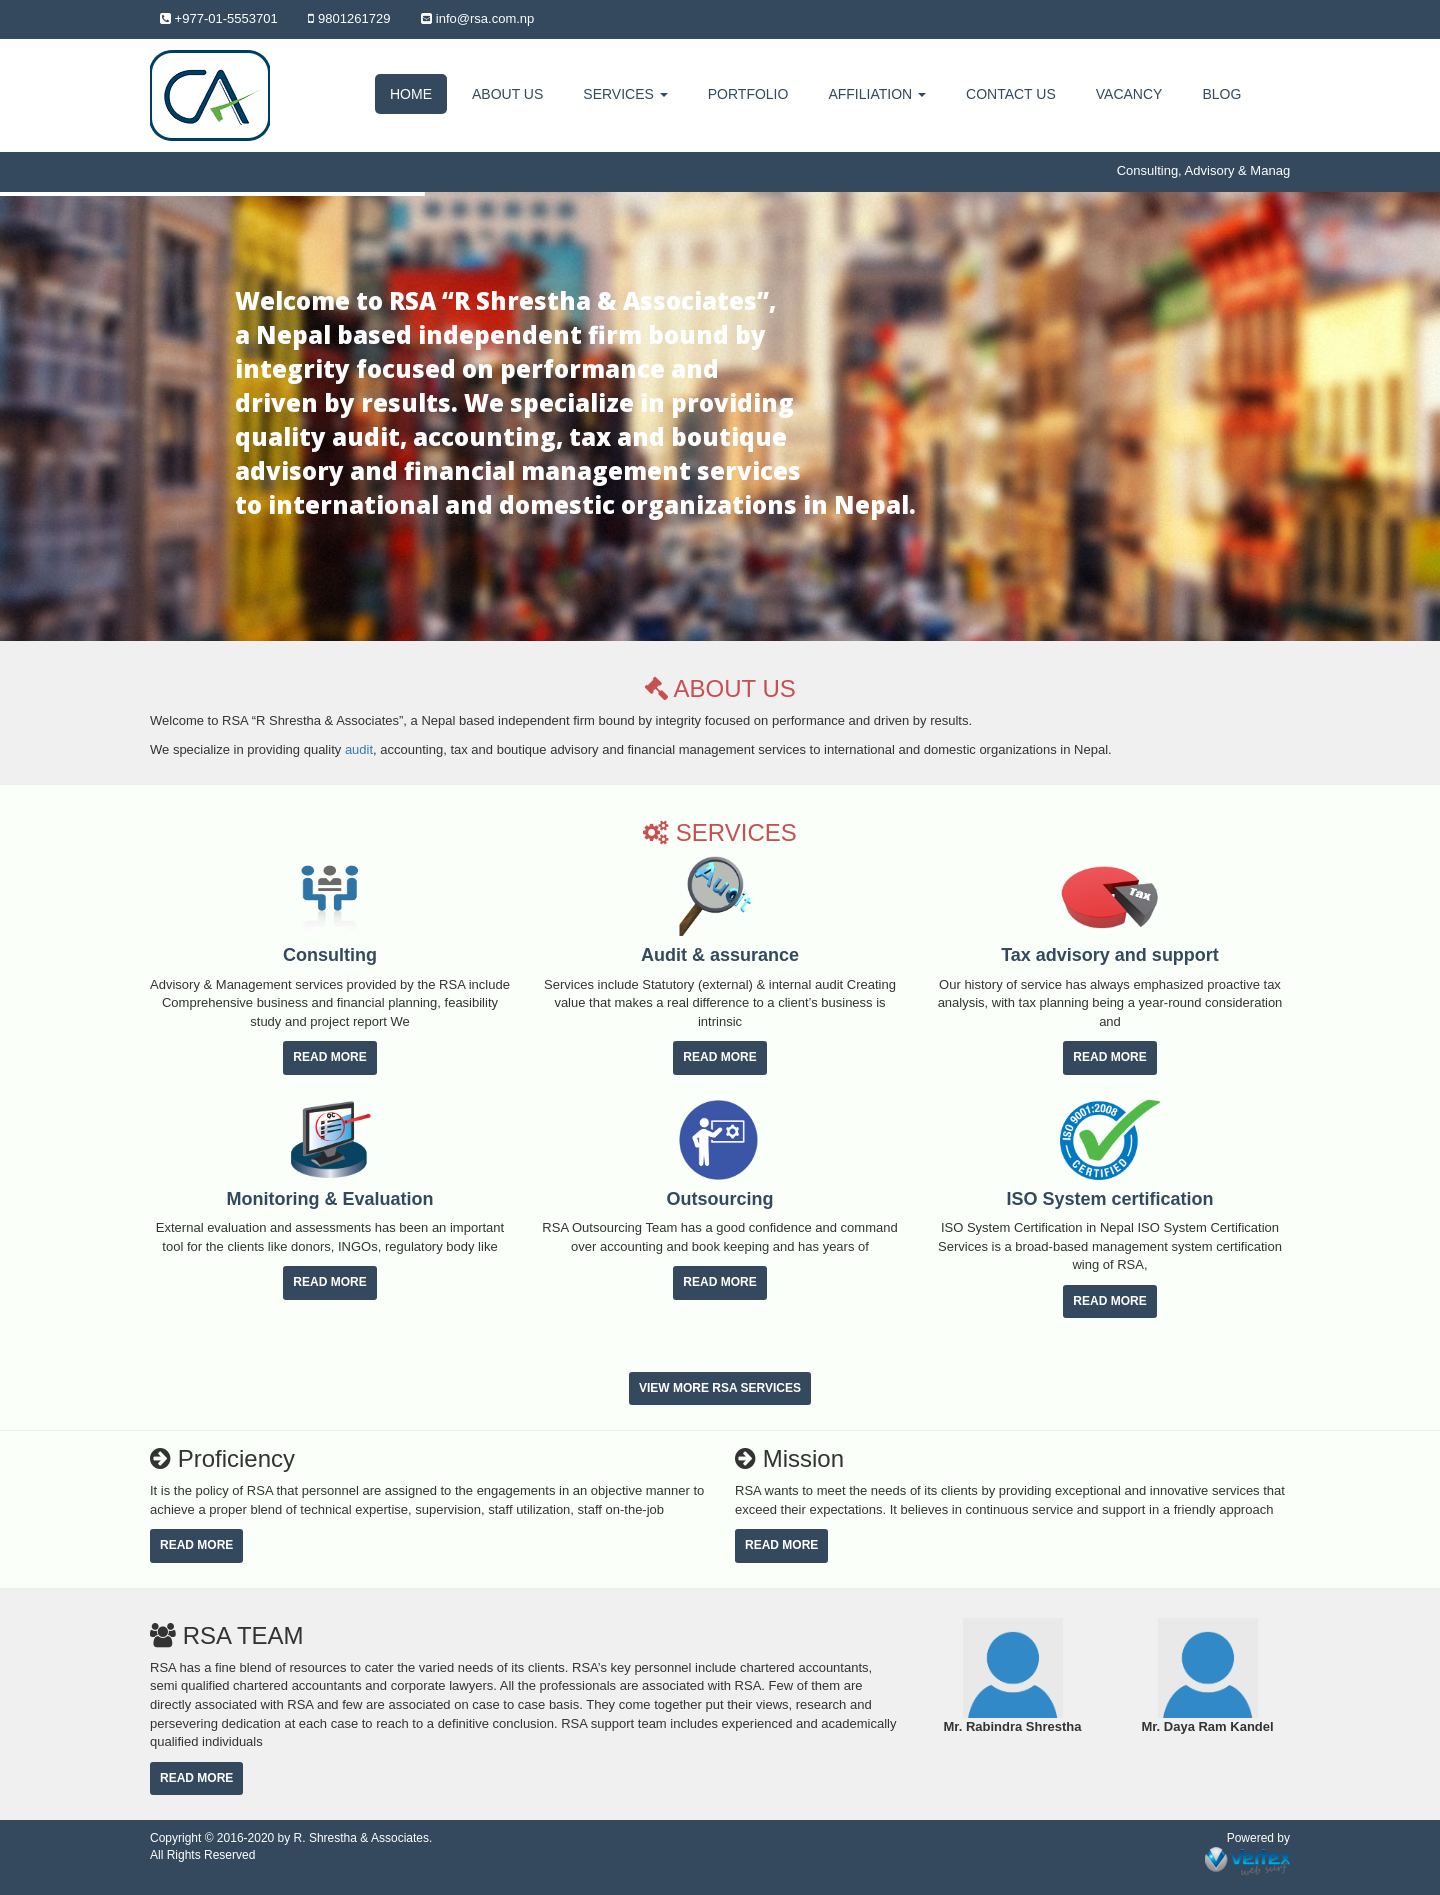 +977-01-5553701 9801261729 info@rsa.com.np
CA
HOME ABOUT US SERVICES PORTFOLIO AFFILIATION CONTACT US VACANCY BLOG
Consulting, Advisory & Manag
Welcome to RSA “R Shrestha & Associates”,
a Nepal based independent firm bound by
integrity focused on performance and
driven by results. We specialize in providing
quality audit, accounting, tax and boutique
advisory and financial management services
to international and domestic organizations in Nepal.
ABOUT US
Welcome to RSA “R Shrestha & Associates”, a Nepal based independent firm bound by integrity focused on performance and driven by results.
We specialize in providing quality audit, accounting, tax and boutique advisory and financial management services to international and domestic organizations in Nepal.
SERVICES
Consulting
Advisory & Management services provided by the RSA include
Comprehensive business and financial planning, feasibility
study and project report We
READ MORE
Audit & assurance
Services include Statutory (external) & internal audit Creating
value that makes a real difference to a client’s business is
intrinsic
READ MORE
Tax
Tax advisory and support
Our history of service has always emphasized proactive tax
analysis, with tax planning being a year-round consideration
and
READ MORE
QC
Monitoring & Evaluation
External evaluation and assessments has been an important
tool for the clients like donors, INGOs, regulatory body like
READ MORE
Outsourcing
RSA Outsourcing Team has a good confidence and command
over accounting and book keeping and has years of
READ MORE
ISO 9001:2008
CERTIFIED
ISO System certification
ISO System Certification in Nepal ISO System Certification
Services is a broad-based management system certification
wing of RSA,
READ MORE
VIEW MORE RSA SERVICES
Proficiency
It is the policy of RSA that personnel are assigned to the engagements in an objective manner to
achieve a proper blend of technical expertise, supervision, staff utilization, staff on-the-job
READ MORE
Mission
RSA wants to meet the needs of its clients by providing exceptional and innovative services that
exceed their expectations. It believes in continuous service and support in a friendly approach
READ MORE
RSA TEAM
RSA has a fine blend of resources to cater the varied needs of its clients. RSA’s key personnel include chartered accountants,
semi qualified chartered accountants and corporate lawyers. All the professionals are associated with RSA. Few of them are
directly associated with RSA and few are associated on case to case basis. They come together put their views, research and
persevering dedication at each case to reach to a definitive conclusion. RSA support team includes experienced and academically
qualified individuals
READ MORE
Mr. Rabindra Shrestha
Mr. Daya Ram Kandel
Copyright © 2016-2020 by R. Shrestha & Associates.
All Rights Reserved
Powered by
vertex
web surf